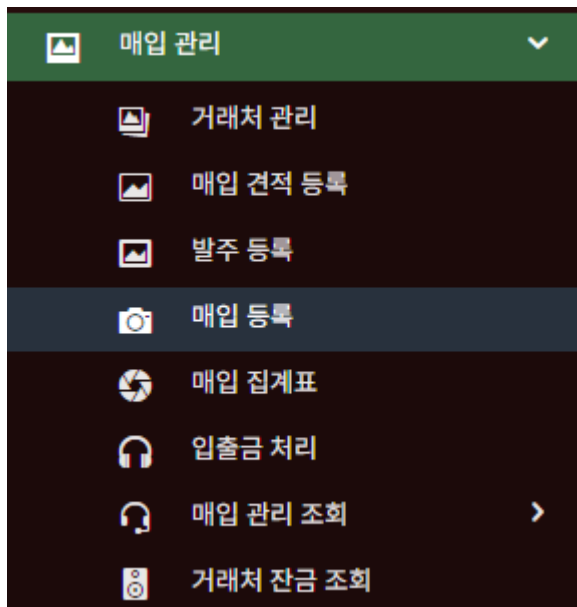 매입 관리
거래처 관리
매입 견적 등록
발주 등록
매입 등록
매입 집계표
입출금 처리
매입 관리 조회
거래처 잔금 조회